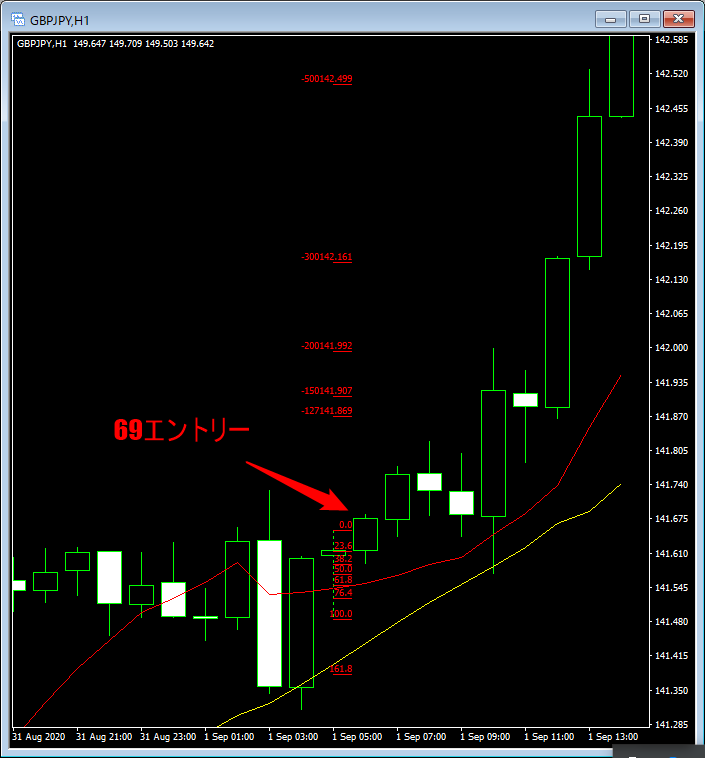 GBPJPY,H1
GBPJPY,H1 149.647 149.709 149.503 149.642
-500142.499
-300142.161
-200141.992
-150141.907
-127141.869
69エントリー
0.0
23.6
38.2
50.0
61.8
76.4
100.0
161.8
142.585
142.520
142.455
142.390
142.325
142.260
142.195
142.130
142.065
142.000
141.935
141.870
141.805
141.740
141.675
141.610
141.545
141.480
141.415
141.350
141.285
31 Aug 2020
31 Aug 21:00
31 Aug 23:00
1 Sep 01:00
1 Sep 03:00
1 Sep 05:00
1 Sep 07:00
1 Sep 09:00
1 Sep 11:00
1 Sep 13:00